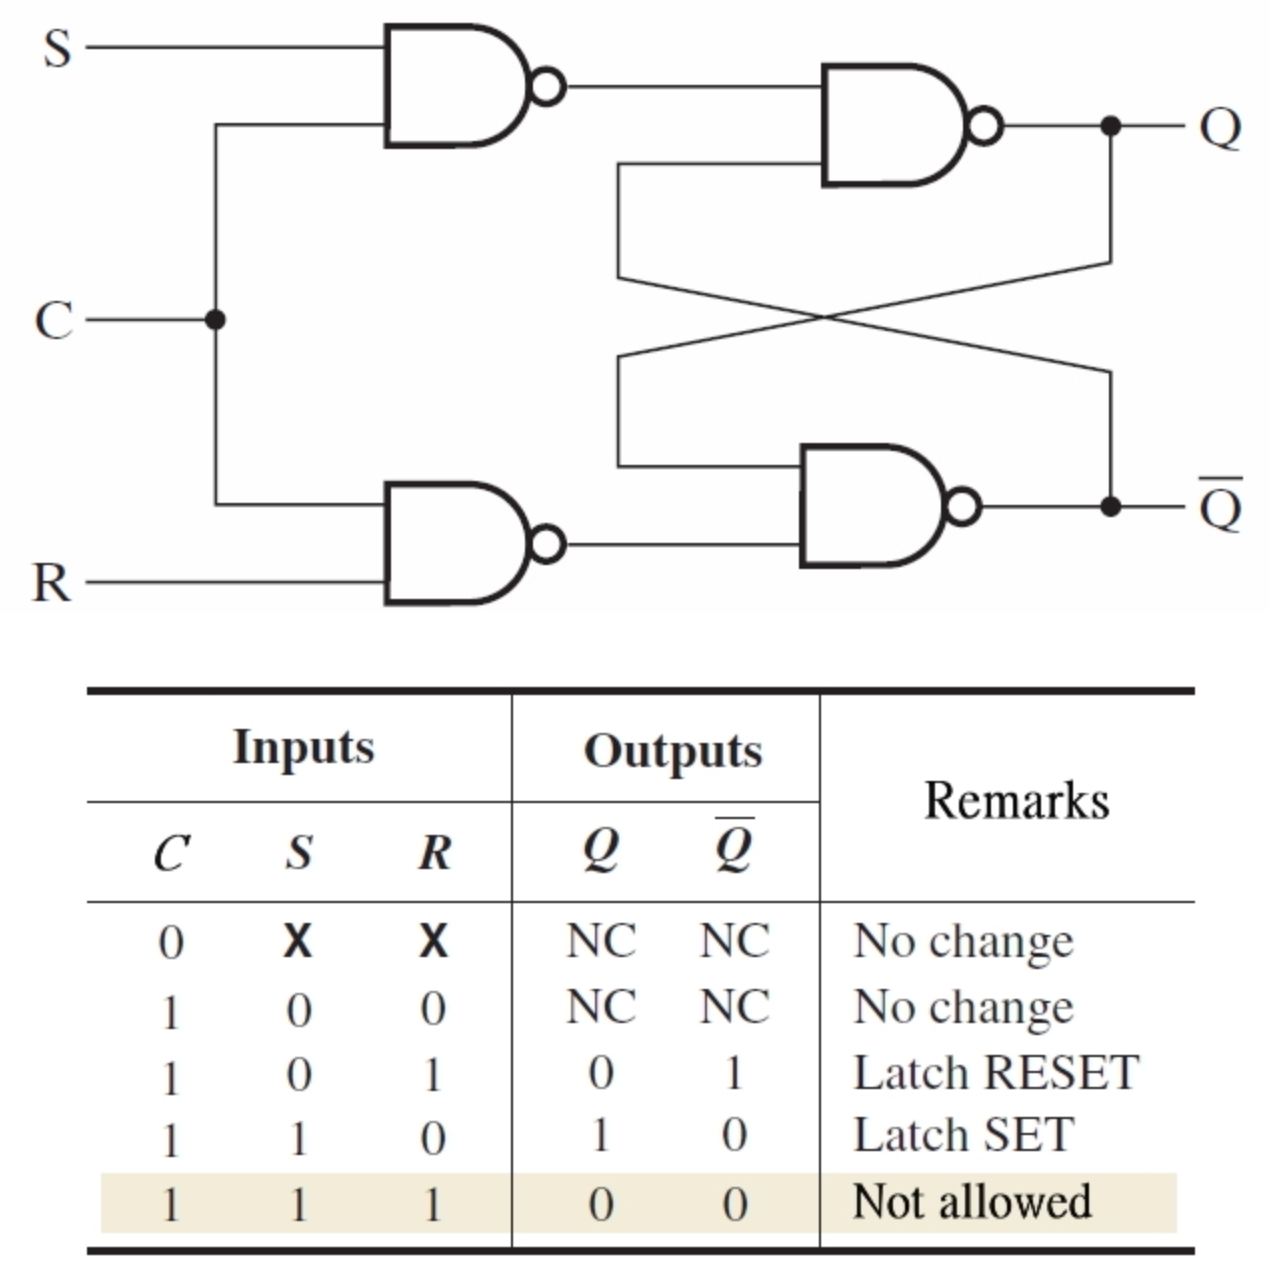 S
Q
C
Q̅
R
Inputs Outputs Remarks
C S R Q Q̅
0 X X NC NC No change
1 0 0 NC NC No change
1 0 1 0 1 Latch RESET
1 1 0 1 0 Latch SET
1 1 1 0 0 Not allowed